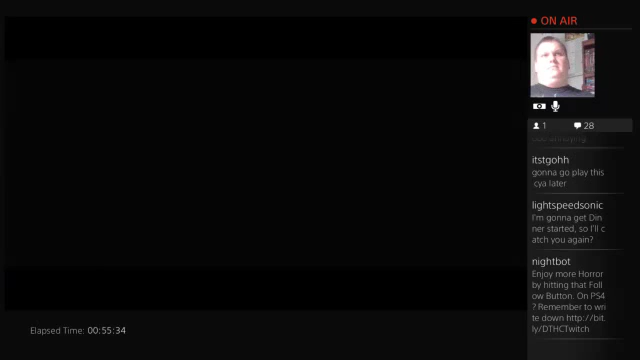 ON AIR
1 28
itstgohh
gonna go play this
cya later
lightspeedsonic
I'm gonna get Din
ner started, so I'll c
atch you again?
nightbot
Enjoy more Horror
by hitting that Foll
ow Button. On PS4
? Remember to wri
te down http://bit.
ly/DTHCTwitch
Elapsed Time: 00:55:34